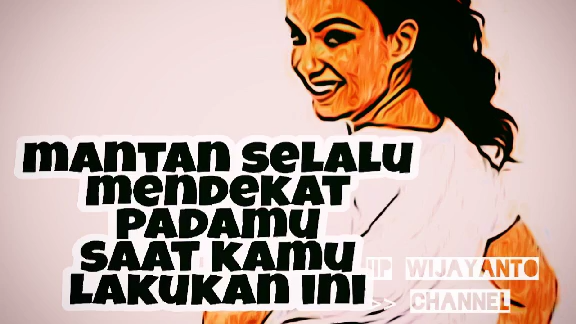 mantan selalu
mendekat
padamu
saat kamu
lakukan ini
WIJAYANTO
>> CHANNEL